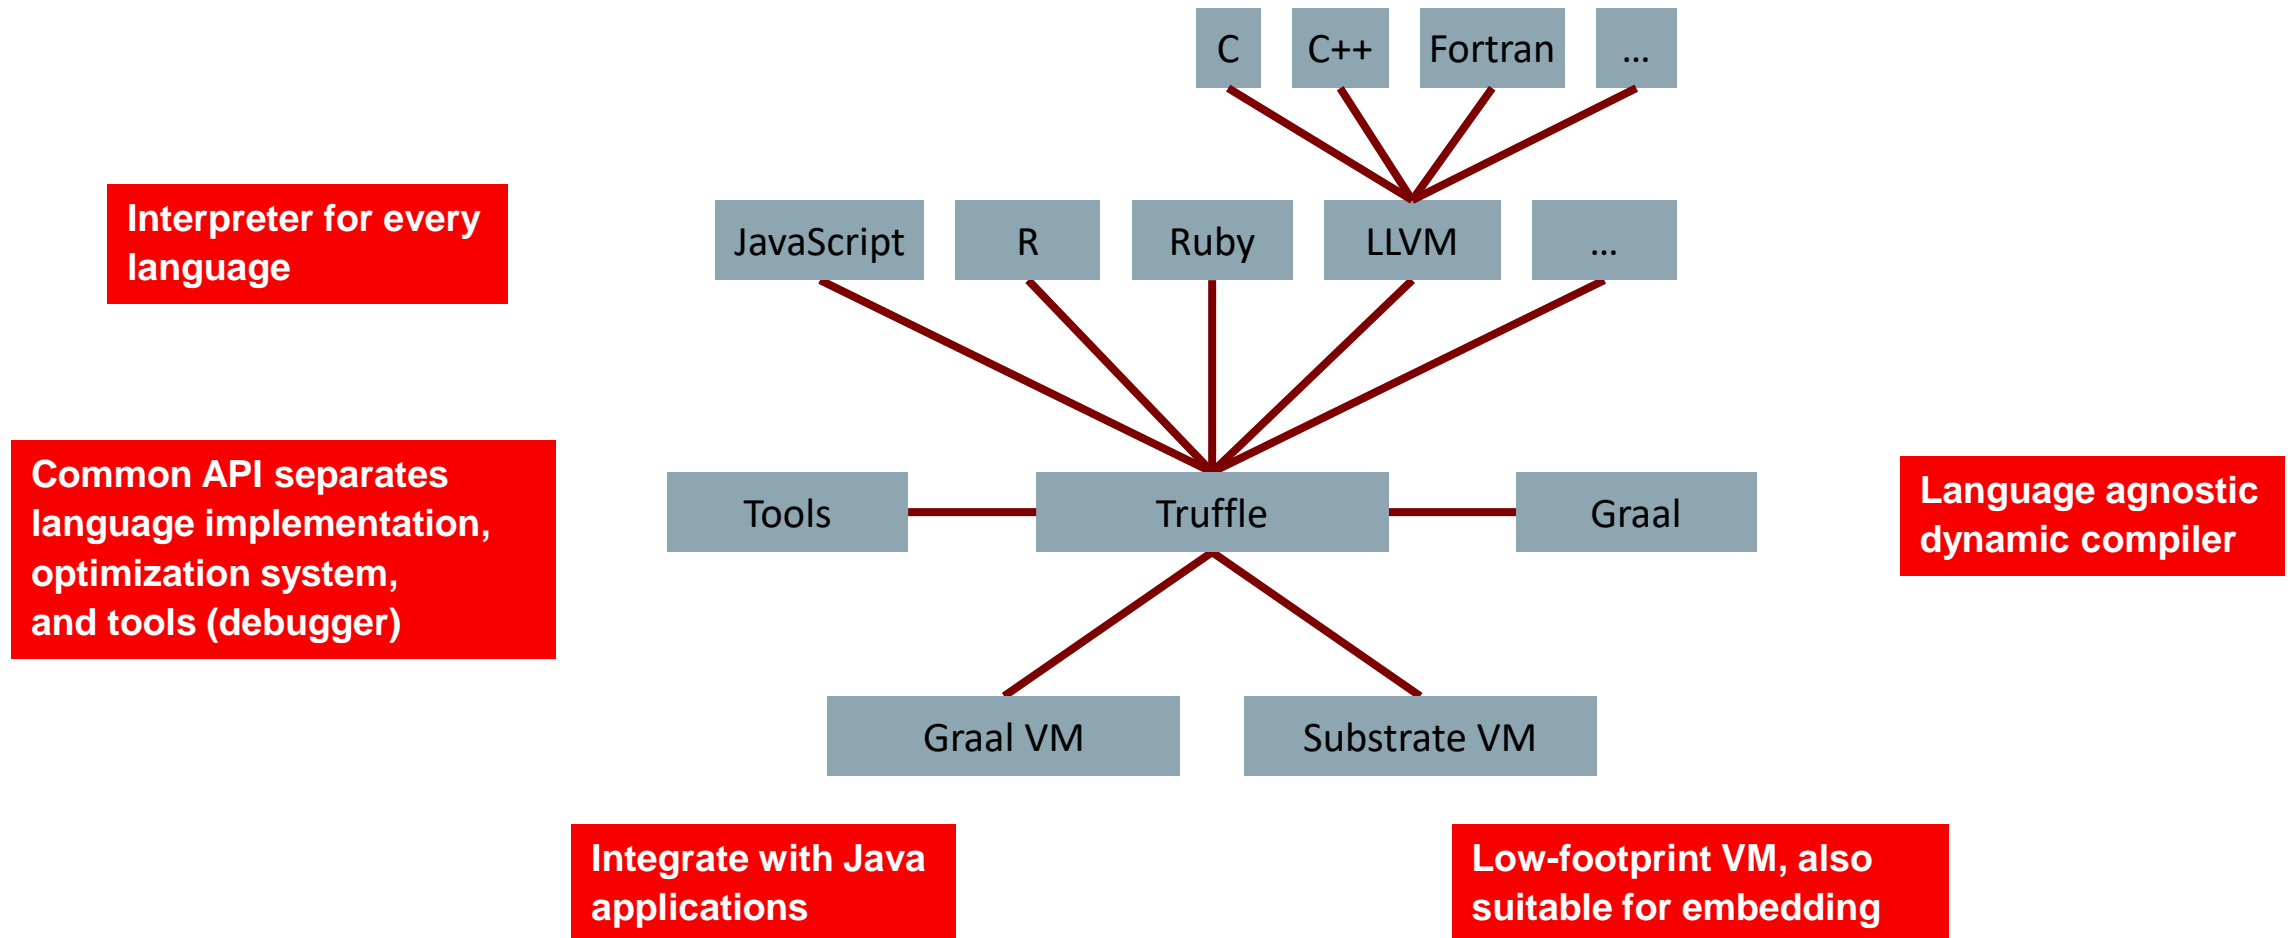 C
C++
Fortran
...
Interpreter for every
language
JavaScript
R
Ruby
LLVM
...
Common API separates
language implementation,
optimization system,
and tools (debugger)
Tools
Truffle
Graal
Language agnostic
dynamic compiler
Graal VM
Substrate VM
Integrate with Java
applications
Low-footprint VM, also
suitable for embedding